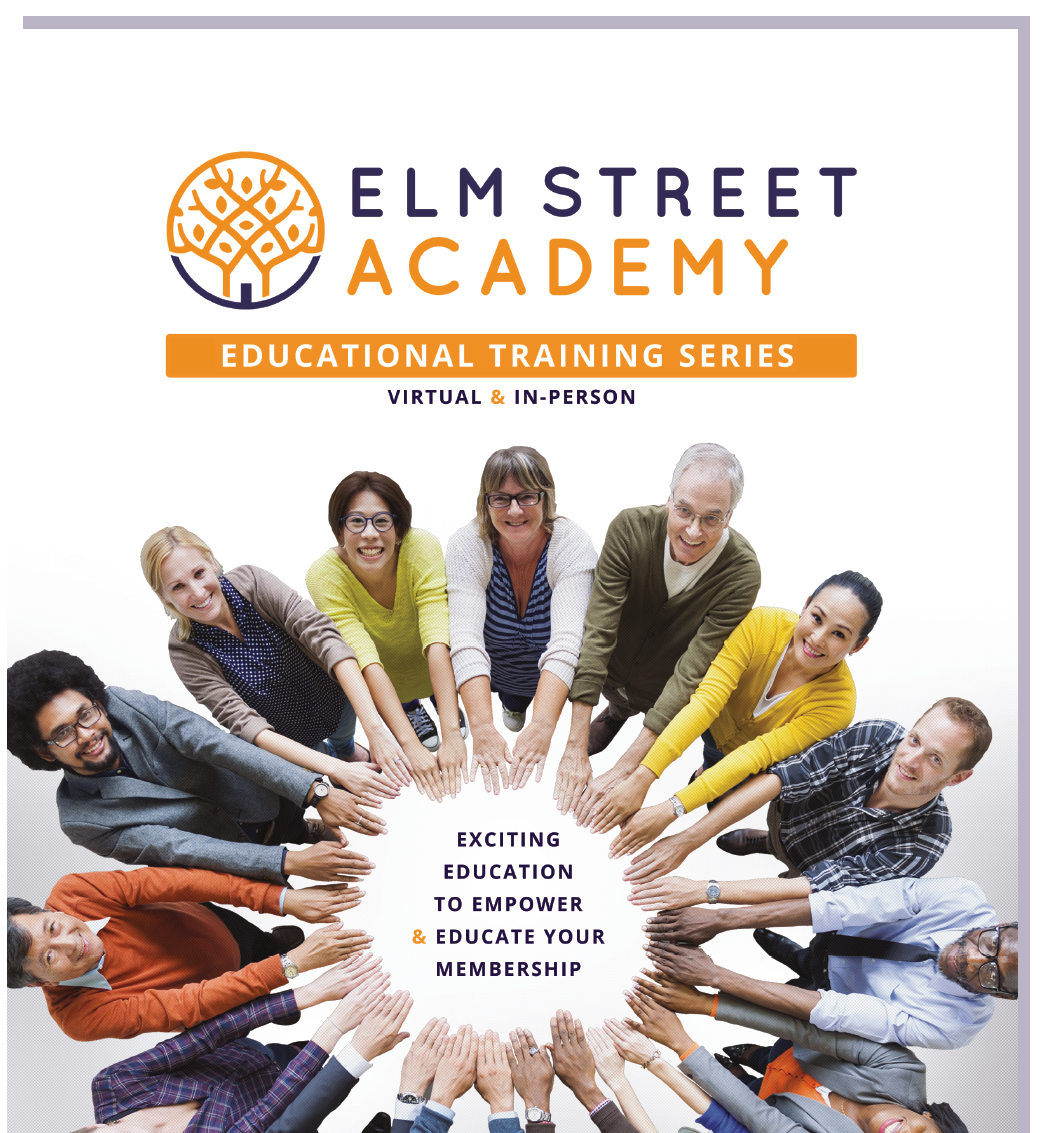 ELM STREET
ACADEMY
EDUCATIONAL TRAINING SERIES
VIRTUAL & IN-PERSON
EXCITING
EDUCATION
TO EMPOWER
& EDUCATE YOUR
MEMBERSHIP